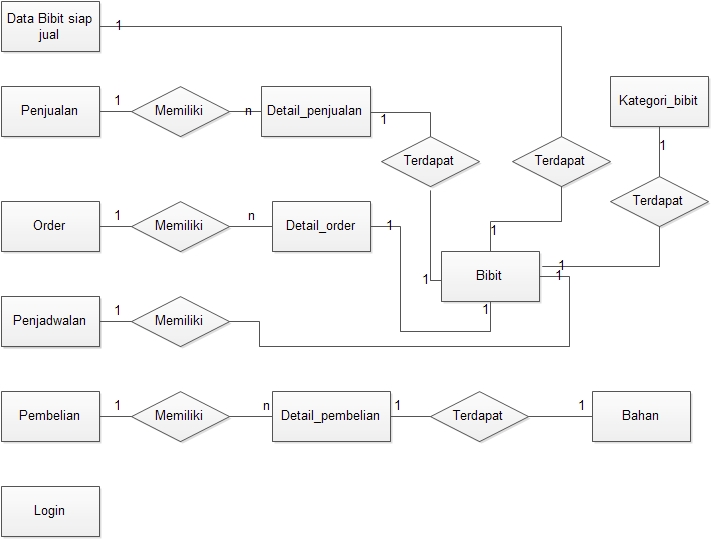 Data Bibit siap
jual
1
Penjualan
1
Memiliki
n
Detail_penjualan
1
Kategori_bibit
1
Terdapat
Terdapat
Terdapat
Order
1
Memiliki
n
Detail_order
1
1
1
Bibit
1
1
1
Penjadwalan
1
Memiliki
Pembelian
1
Memiliki
n
Detail_pembelian
1
Terdapat
1
Bahan
Login